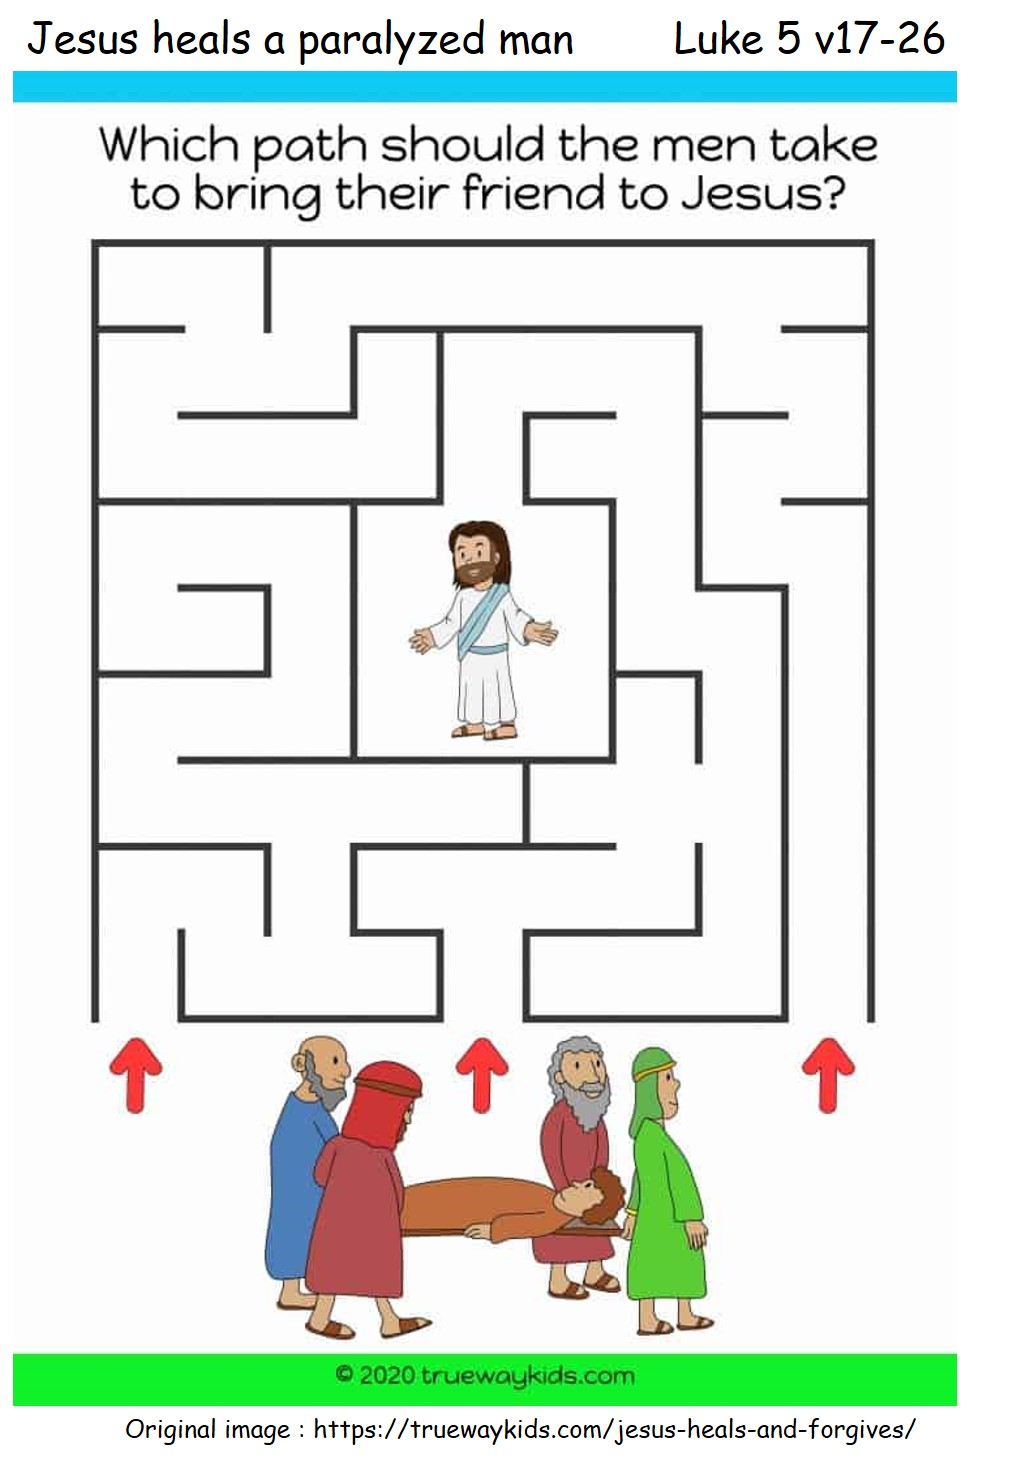 Jesus heals a paralyzed man Luke 5 v17-26
Which path should the men take
to bring their friend to Jesus?
© 2020 truewaykids.com
Original image : https://truewaykids.com/jesus-heals-and-forgives/